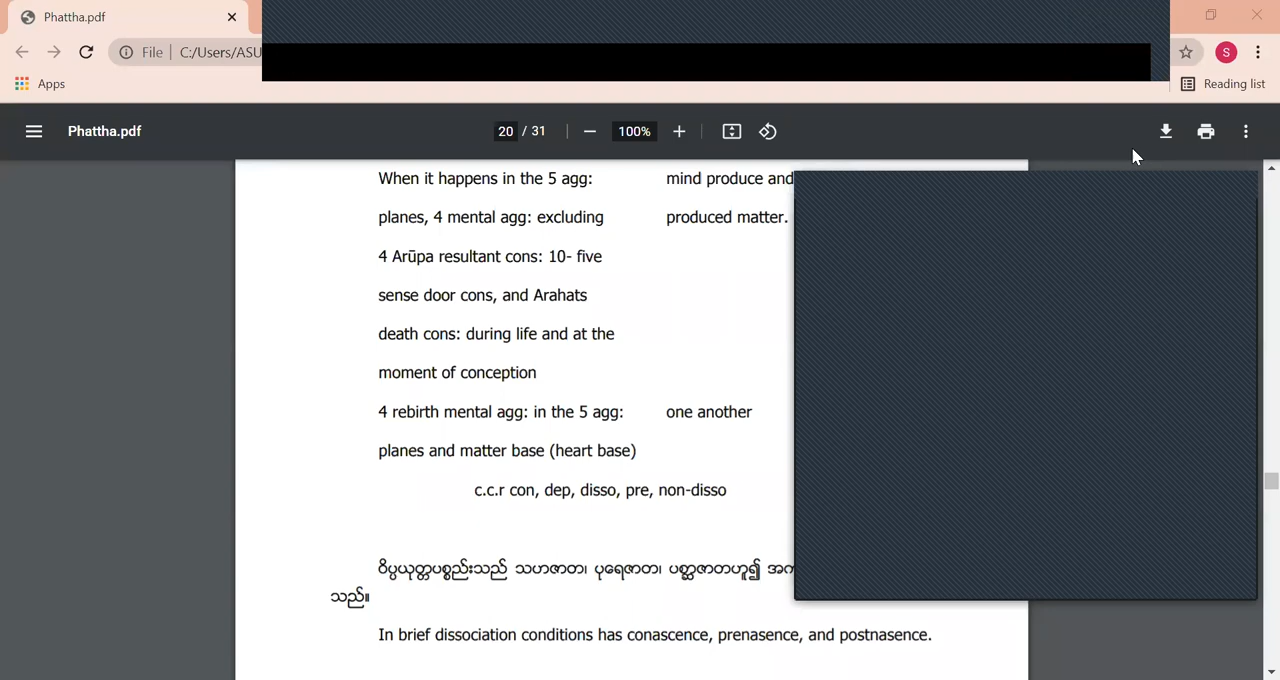 Phattha.pdf
File | C:/Users/ASU
S
Apps
Reading list
Phattha.pdf
20 / 31
100%
When it happens in the 5 agg: mind produce and
planes, 4 mental agg: excluding produced matter.
4 Arūpa resultant cons: 10- five
sense door cons, and Arahats
death cons: during life and at the
moment of conception
4 rebirth mental agg: in the 5 agg: one another
planes and matter base (heart base)
c.c.r con, dep, disso, pre, non-disso
ဝိပ္ပယုတ္တပစ္စည်းသည် သဟဇာတ၊ ပုရေဇာတ၊ ပစ္ဆာဇာတဟူ၍
သည်။
In brief dissociation conditions has conascence, prenasence, and postnasence.